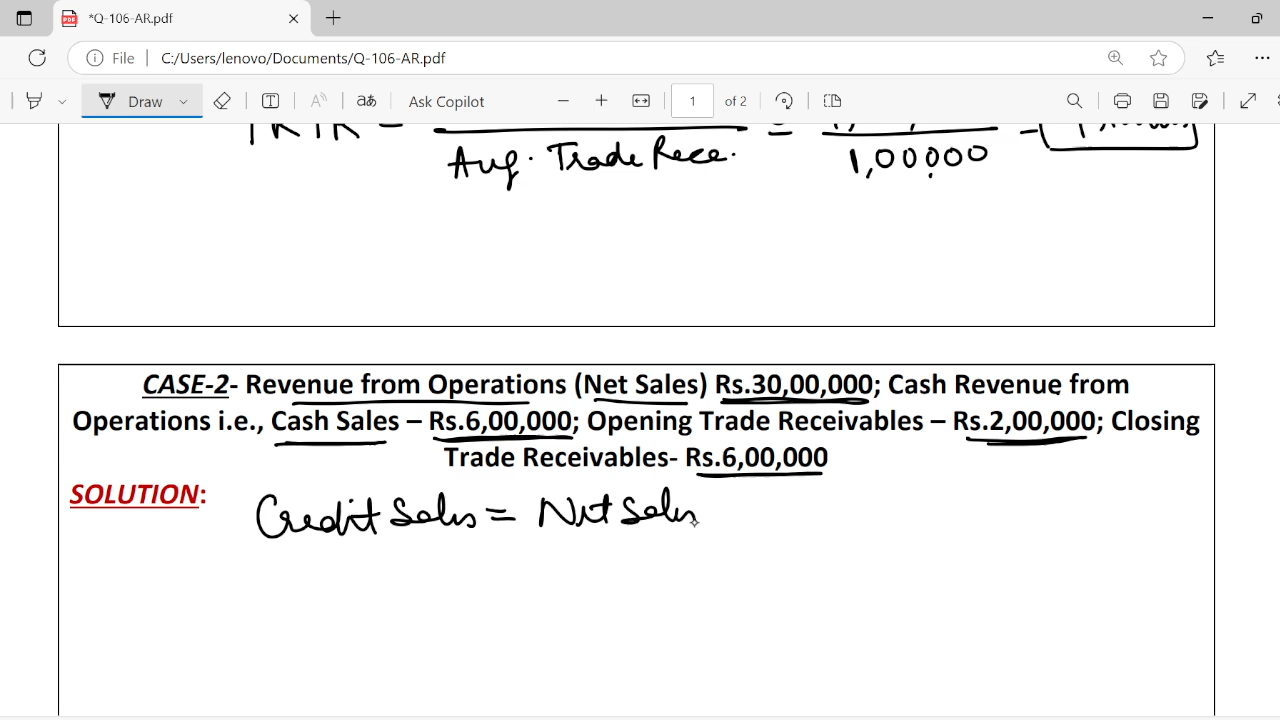 *Q-106-AR.pdf
File C:/Users/lenovo/Documents/Q-106-AR.pdf
Draw Ask Copilot 1 of 2
TRTR =
Avg. Trade Rece. 1,00,000
CASE-2- Revenue from Operations (Net Sales) Rs.30,00,000; Cash Revenue from
Operations i.e., Cash Sales – Rs.6,00,000; Opening Trade Receivables – Rs.2,00,000; Closing
Trade Receivables- Rs.6,00,000
SOLUTION: Credit Sales = Net Sales